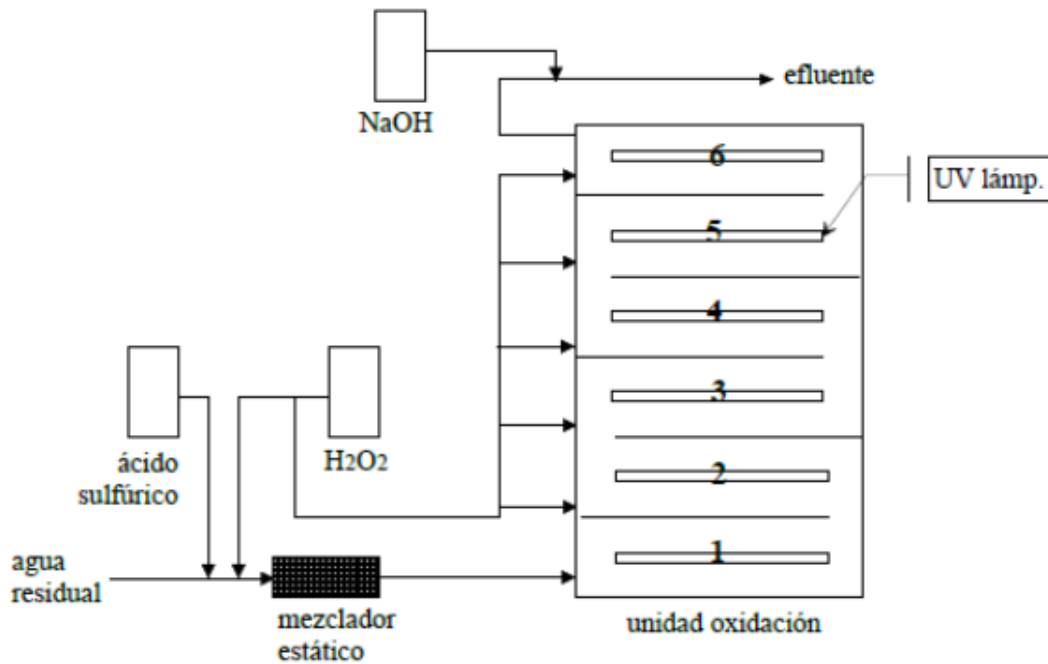 efluente
NaOH
6
UV lámp.
5
4
3
ácido
sulfúrico
H2O2
2
1
agua
residual
mezclador
estático
unidad oxidación